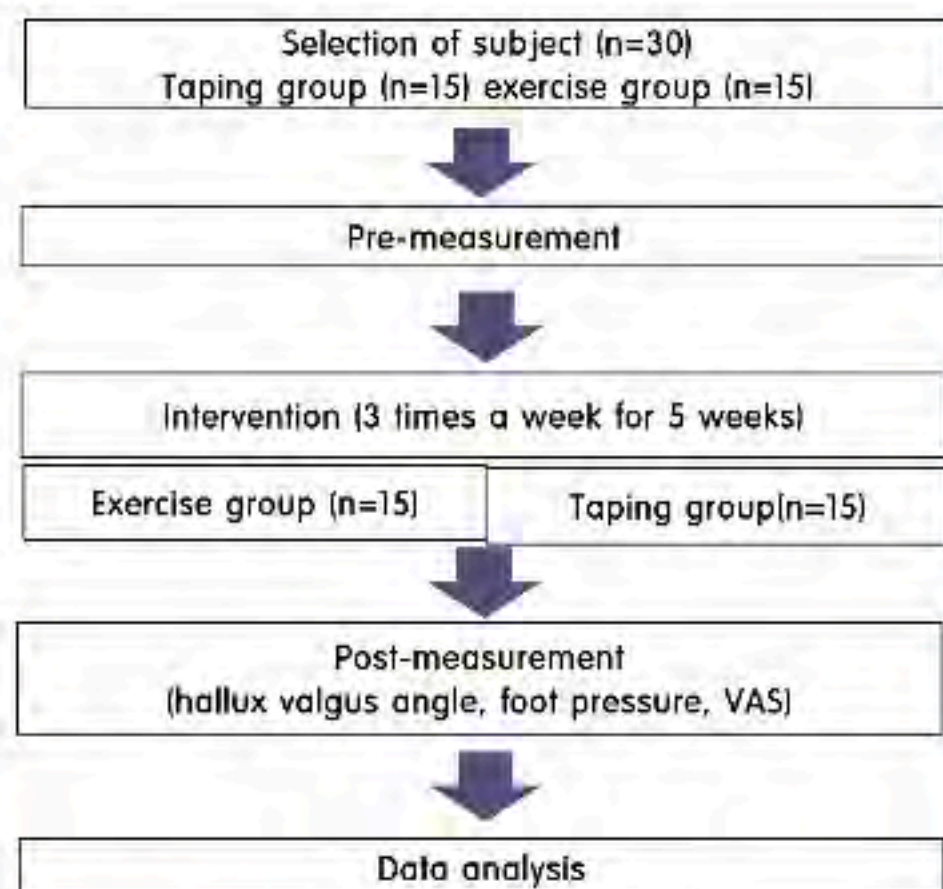 Selection of subject (n=30)
Taping group (n=15) exercise group (n=15)
Pre-measurement
Intervention (3 times a week for 5 weeks)
Exercise group (n=15)
Taping group(n=15)
Post-measurement
(hallux valgus angle, foot pressure, VAS)
Data analysis